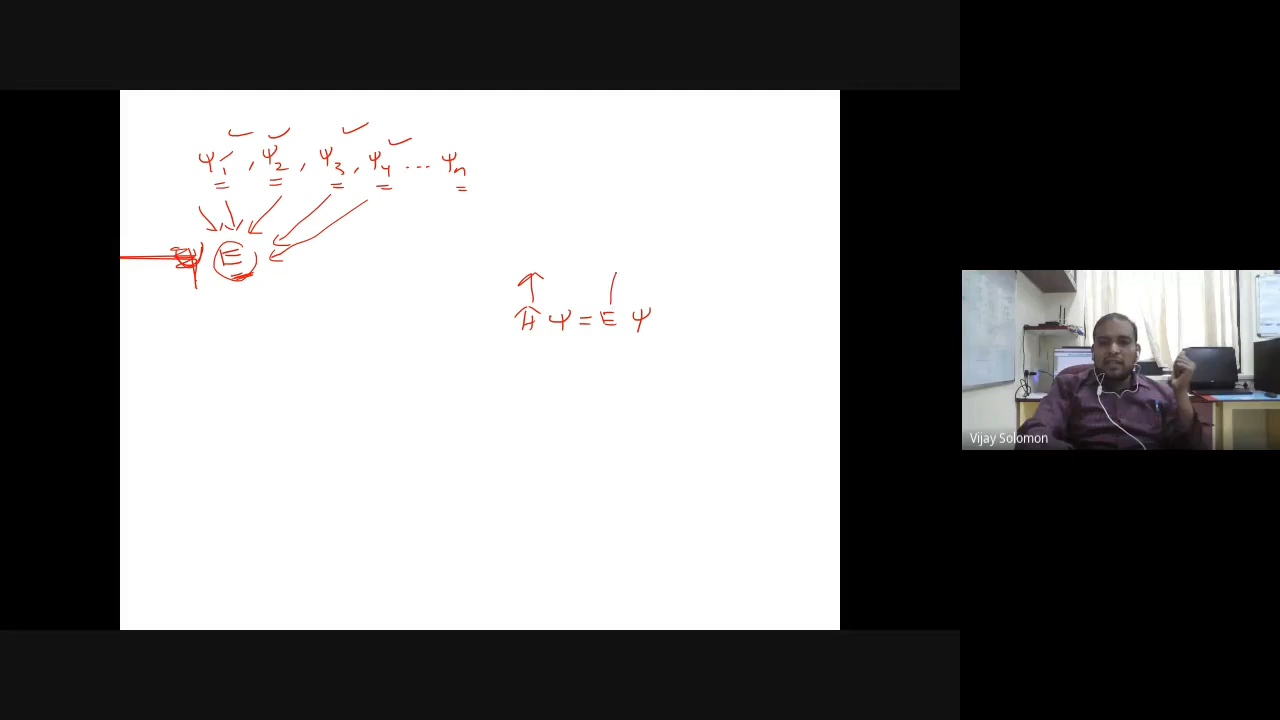 ψ₁, ψ₂, ψ₃, ψ₄ ... ψₙ
E
Ĥ ψ = E ψ
Vijay Solomon